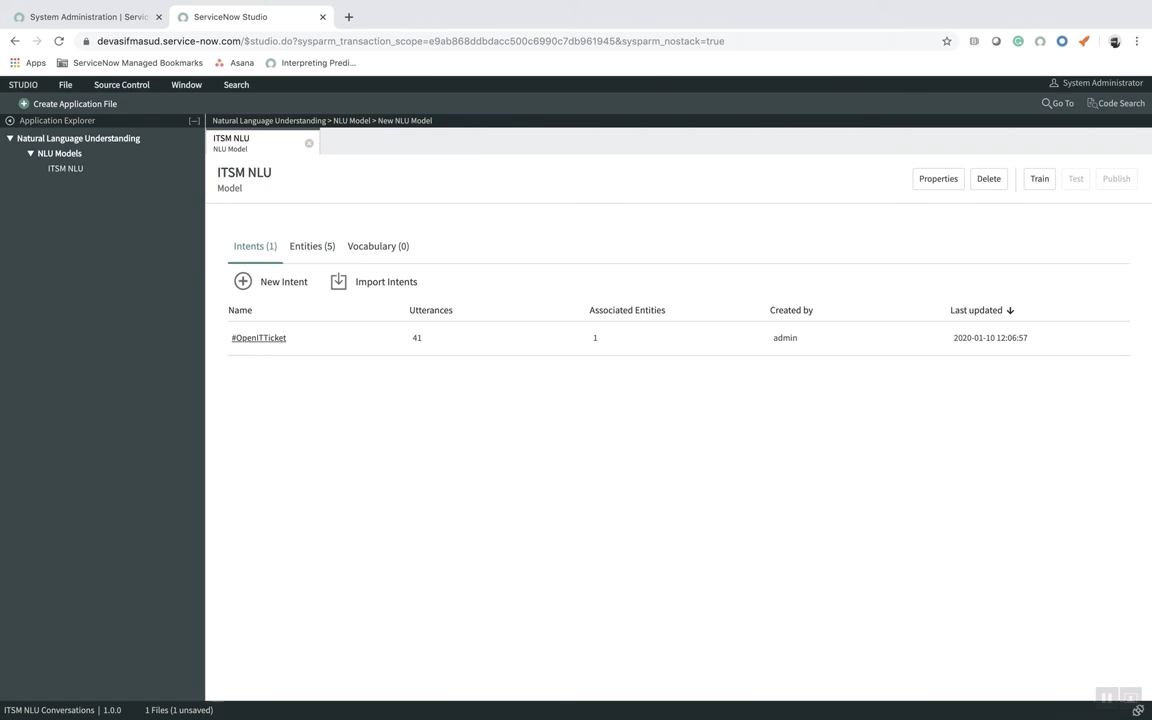 System Administration | Servic
ServiceNow Studio
devasifmasud.service-now.com/$studio.do?sysparm_transaction_scope=e9ab868ddbdacc500c6990c7db961945&sysparm_nostack=true
Apps ServiceNow Managed Bookmarks Asana Interpreting Predi...
STUDIO File Source Control Window Search System Administrator
Create Application File Go To Code Search
Application Explorer [—] Natural Language Understanding > NLU Model > New NLU Model
Natural Language Understanding
NLU Models
ITSM NLU
ITSM NLU
NLU Model
ITSM NLU
Model
Properties Delete Train Test Publish
Intents (1) Entities (5) Vocabulary (0)
New Intent Import Intents
Name Utterances Associated Entities Created by Last updated
#OpenITTicket 41 1 admin 2020-01-10 12:06:57
ITSM NLU Conversations | 1.0.0 1 Files (1 unsaved)